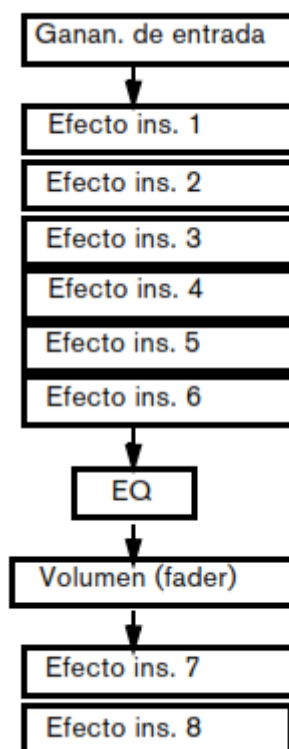 Ganan. de entrada
Efecto ins. 1
Efecto ins. 2
Efecto ins. 3
Efecto ins. 4
Efecto ins. 5
Efecto ins. 6
EQ
Volumen (fader)
Efecto ins. 7
Efecto ins. 8